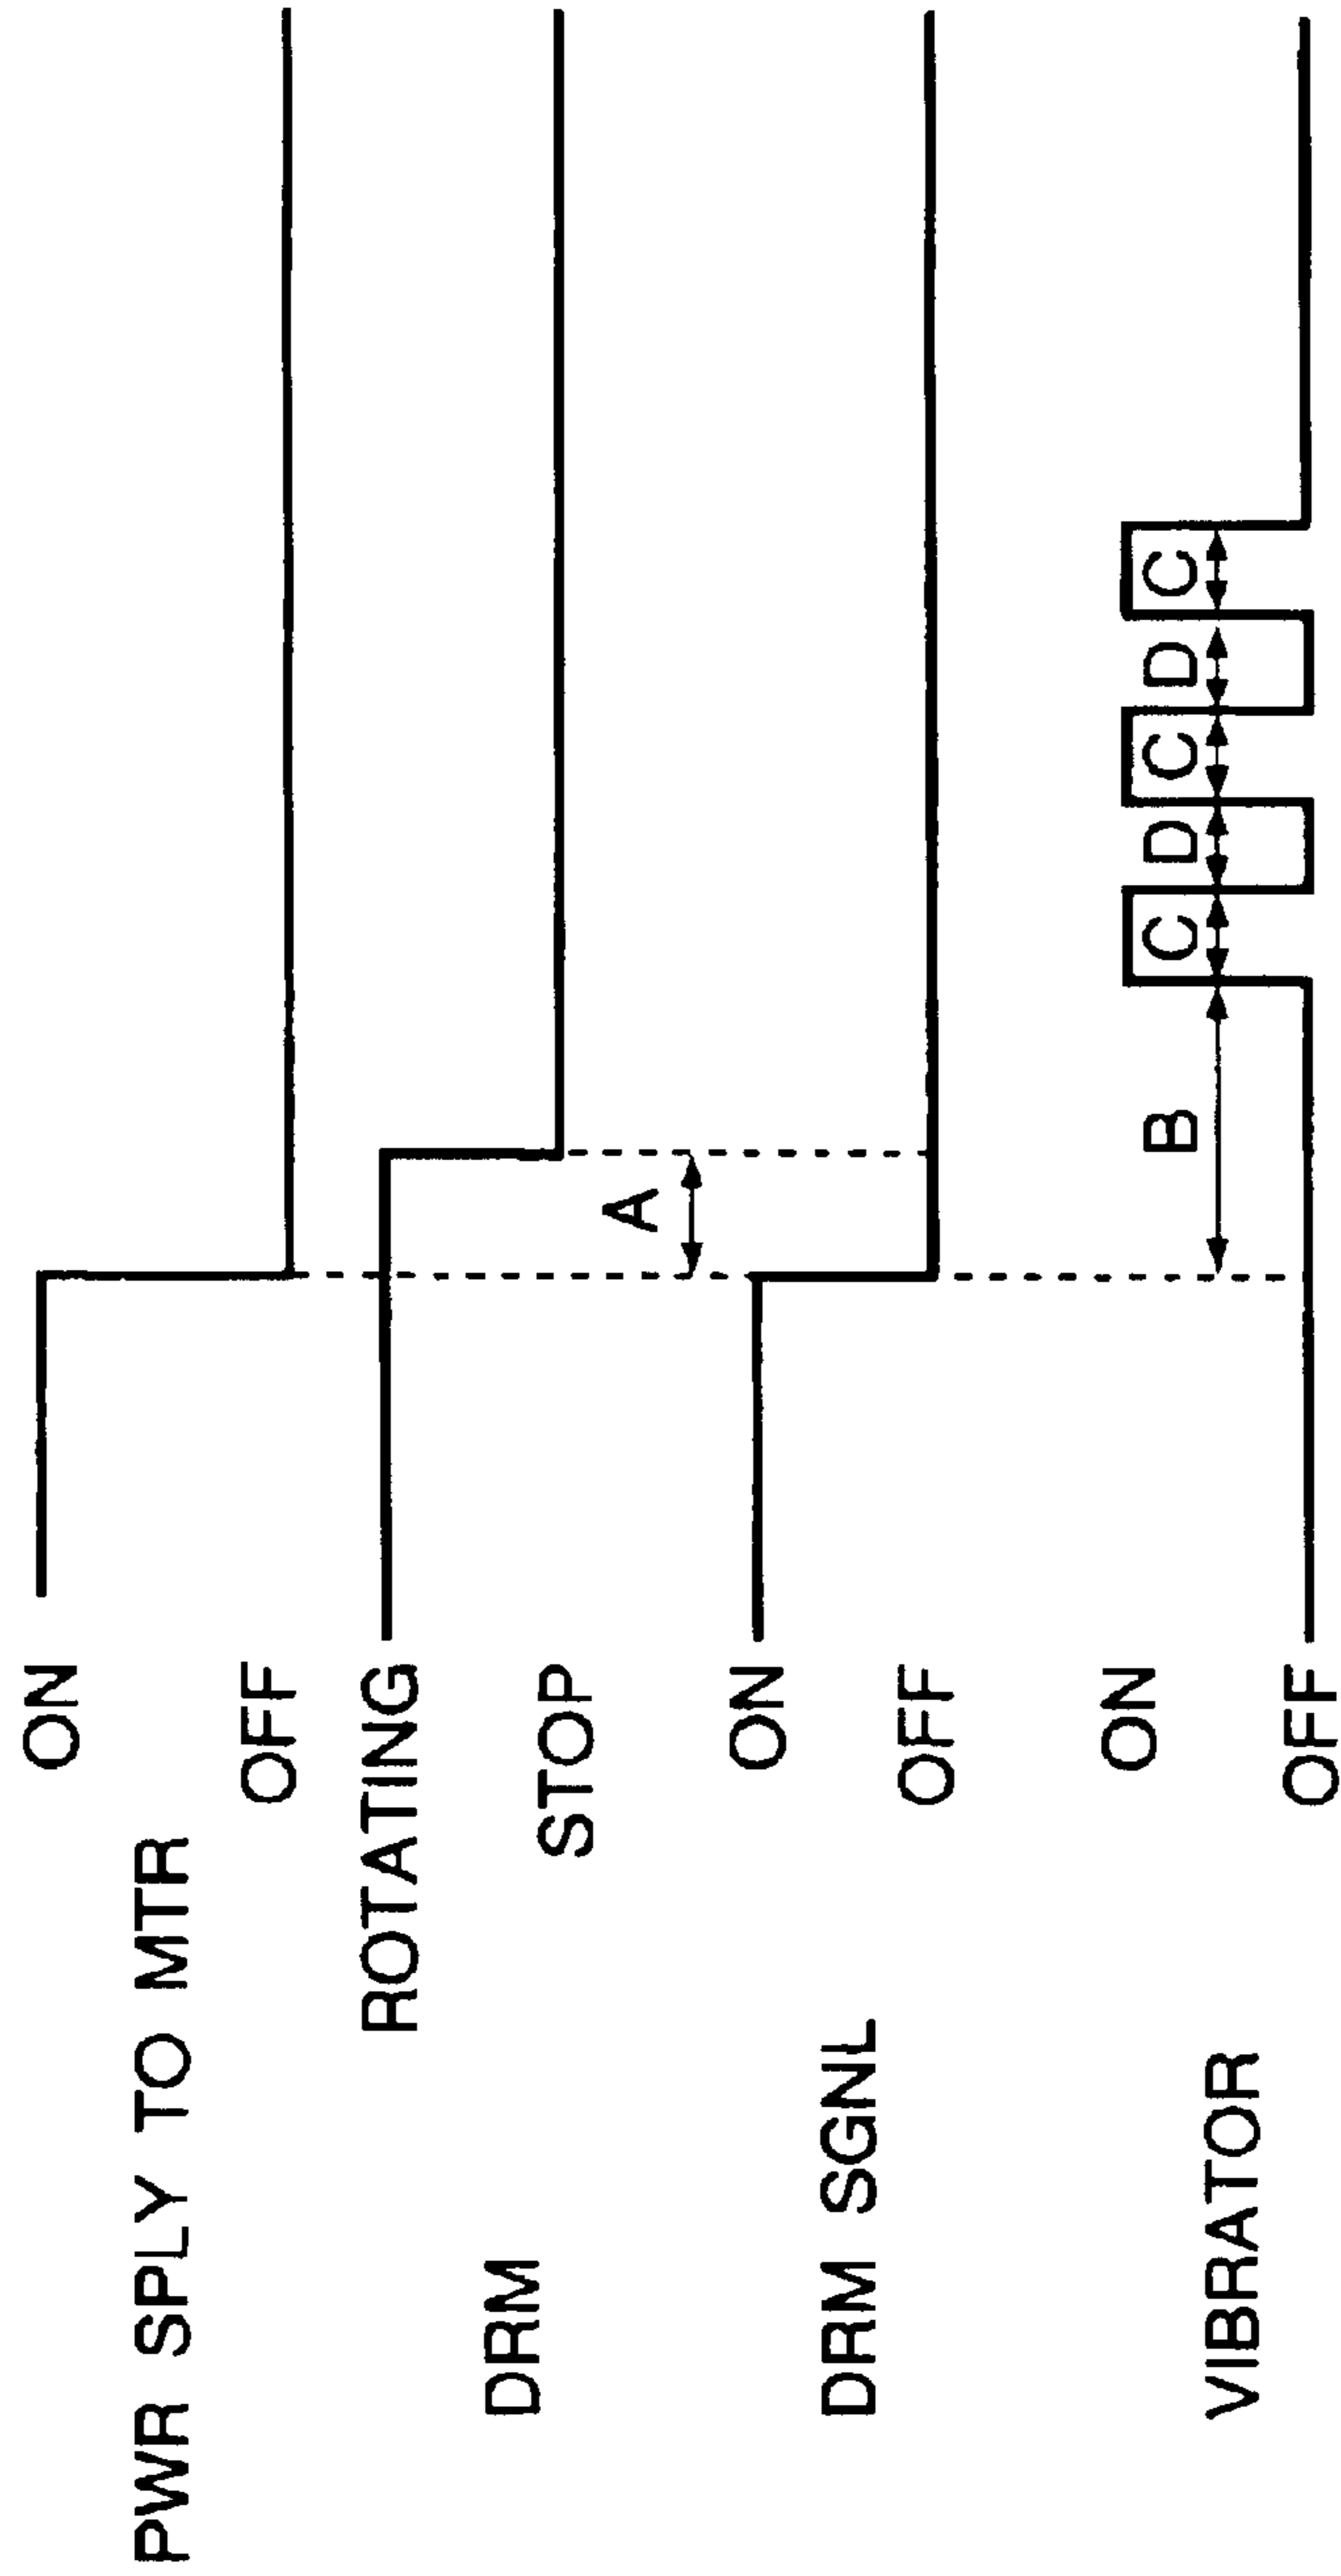 PWR SPLY TO MTR
ON
OFF
DRM
ROTATING
STOP
A
DRM SGNL
ON
OFF
VIBRATOR
ON
OFF
B
C
D
C
D
C